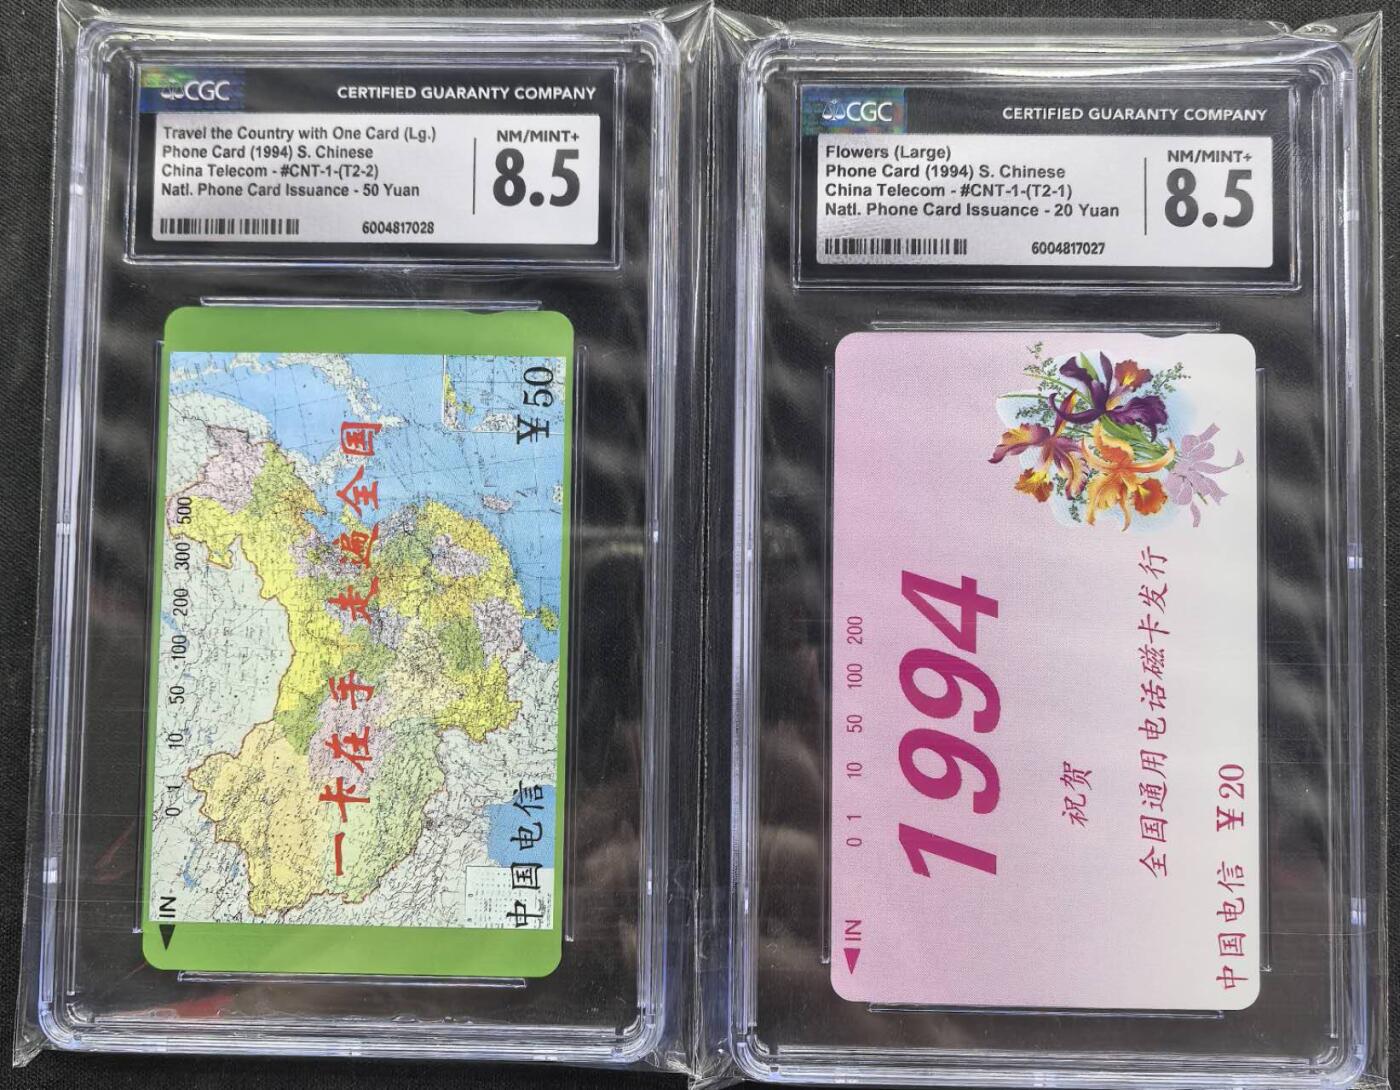 CGC
CERTIFIED GUARANTY COMPANY
Travel the Country with One Card (Lg.)
Phone Card (1994) S. Chinese
China Telecom - #CNT-1-(T2-2)
Natl. Phone Card Issuance - 50 Yuan
NM/MINT+
8.5
6004817028
IN
0 1 10 50 100 200 300 500
一卡在手 走遍全国
中国电信
¥50
CGC
CERTIFIED GUARANTY COMPANY
Flowers (Large)
Phone Card (1994) S. Chinese
China Telecom - #CNT-1-(T2-1)
Natl. Phone Card Issuance - 20 Yuan
NM/MINT+
8.5
6004817027
IN
0 1 10 50 100 200
1994
祝贺
全国通用电话磁卡发行
中国电信 ¥20